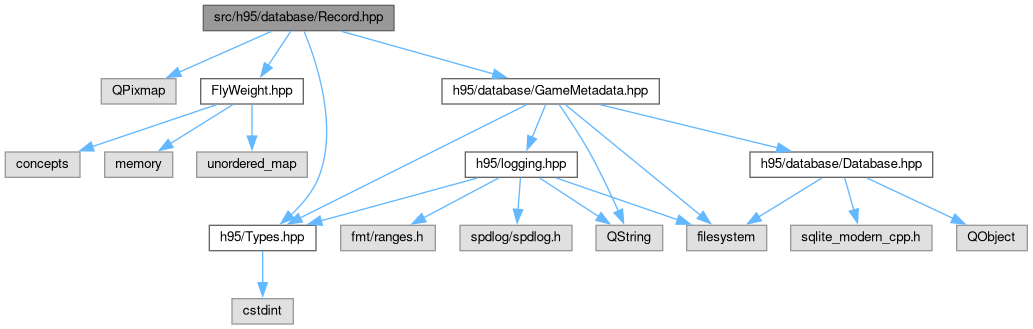 src/h95/database/Record.hpp
QPixmap
FlyWeight.hpp
h95/database/GameMetadata.hpp
concepts
memory
unordered_map
h95/logging.hpp
h95/database/Database.hpp
h95/Types.hpp
fmt/ranges.h
spdlog/spdlog.h
QString
filesystem
sqlite_modern_cpp.h
QObject
cstdint